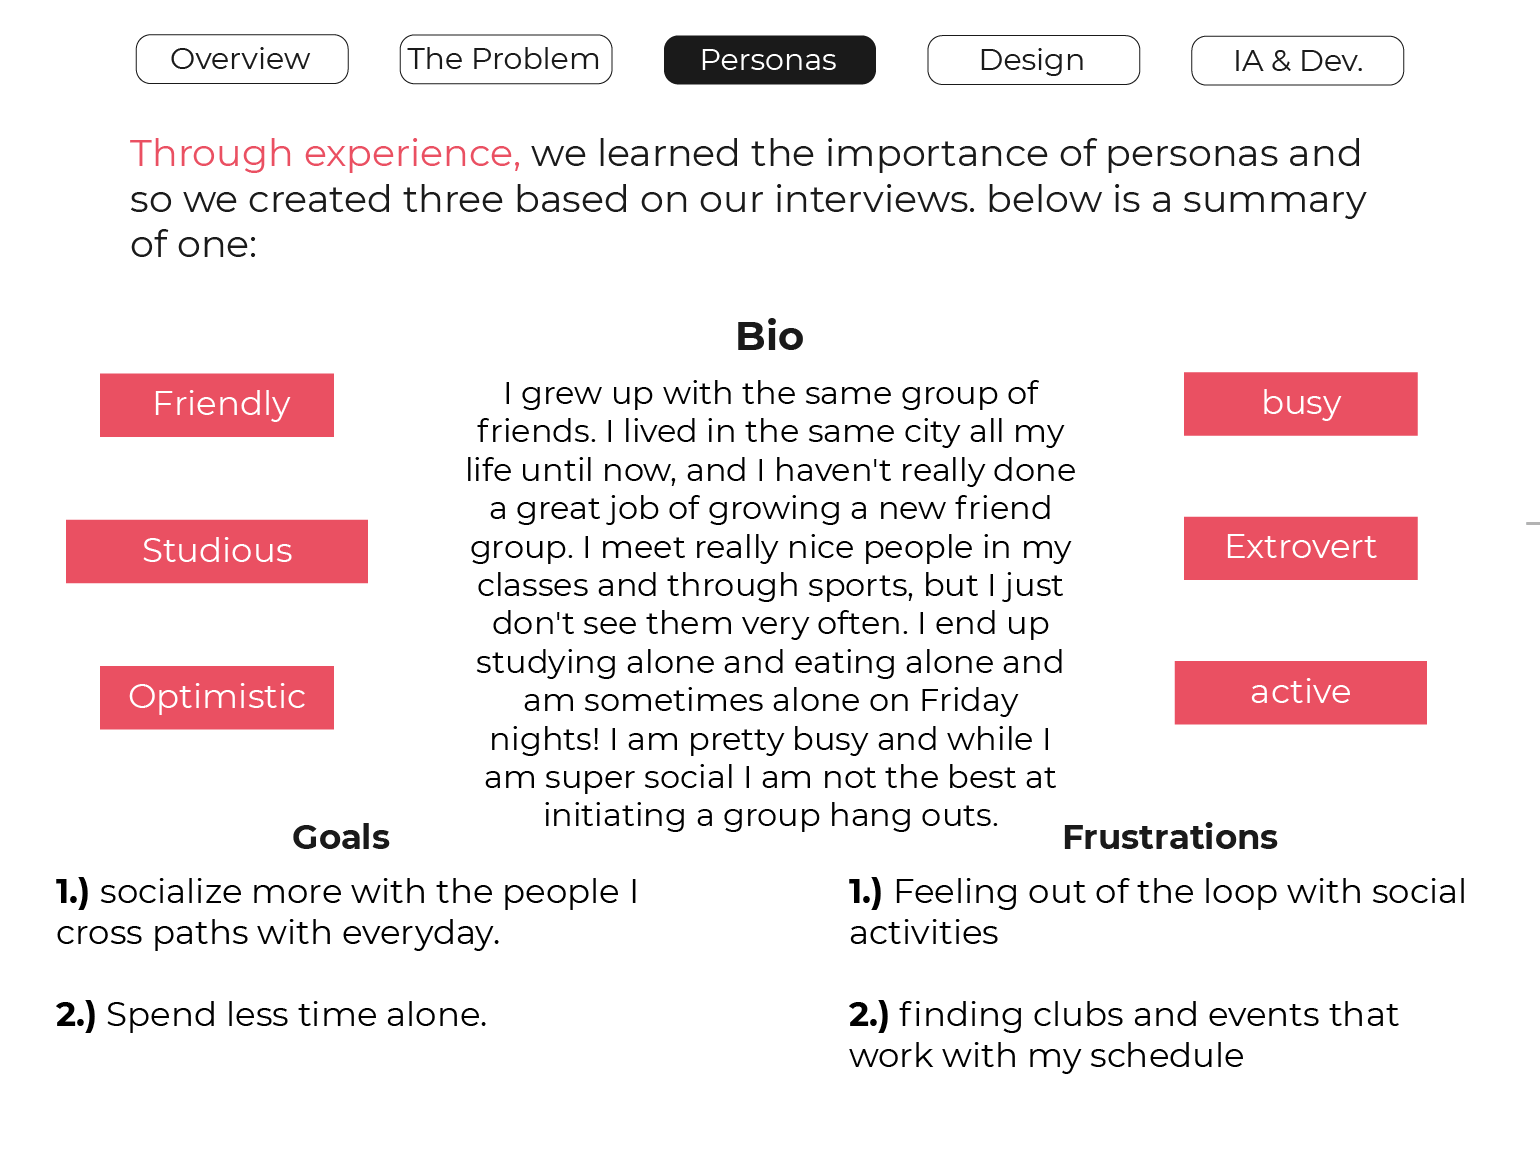 Overview
The Problem
Personas
Design
IA & Dev.
Through experience, we learned the importance of personas and
so we created three based on our interviews. below is a summary
of one:
Bio
Friendly
Studious
Optimistic
I grew up with the same group of
friends. I lived in the same city all my
life until now, and I haven't really done
a great job of growing a new friend
group. I meet really nice people in my
classes and through sports, but I just
don't see them very often. I end up
studying alone and eating alone and
am sometimes alone on Friday
nights! I am pretty busy and while I
am super social I am not the best at
initiating a group hang outs.
busy
Extrovert
active
Goals
1.) socialize more with the people I
cross paths with everyday.
2.) Spend less time alone.
Frustrations
1.) Feeling out of the loop with social
activities
2.) finding clubs and events that
work with my schedule